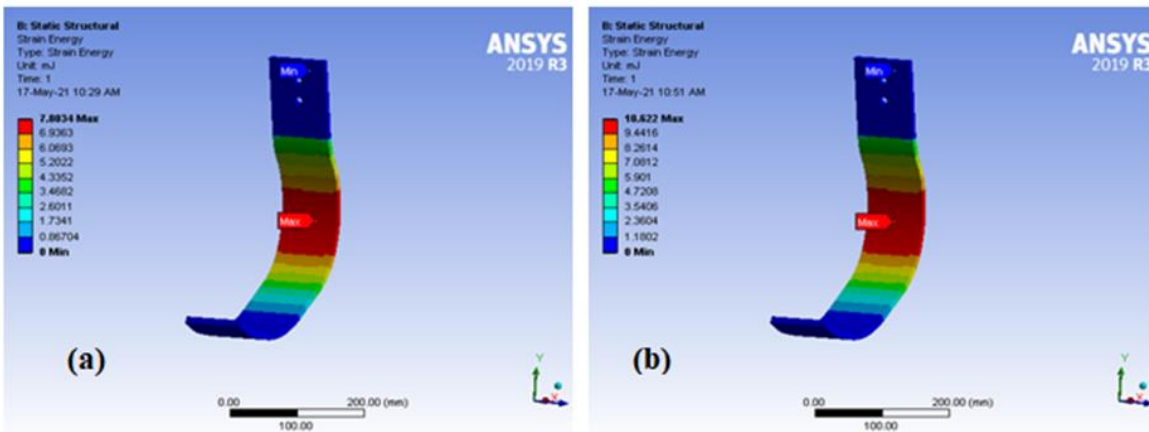 B: Static Structural
Strain Energy
Type: Strain Energy
Unit: mJ
Time: 1
17-May-21 10:29 AM
7.8034 Max
6.9363
6.0693
5.2022
4.3352
3.4682
2.6011
1.7341
0.86704
0 Min
ANSYS
2019 R3
Min
Max
(a)
0.00
200.00 (mm)
100.00
Y
X
B: Static Structural
Strain Energy
Type: Strain Energy
Unit: mJ
Time: 1
17-May-21 10:51 AM
10.622 Max
9.4416
8.2614
7.0812
5.901
4.7208
3.5406
2.3604
1.1802
0 Min
ANSYS
2019 R3
Min
Max
(b)
0.00
200.00 (mm)
100.00
Y
X